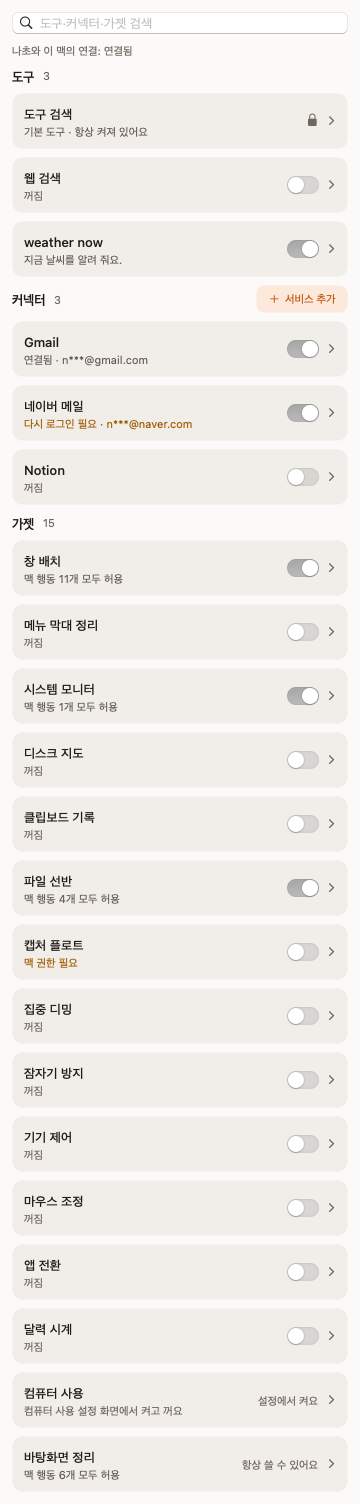 도구·커넥터·가젯 검색
나초와 이 맥의 연결: 연결됨
도구 3
도구 검색
기본 도구 · 항상 켜져 있어요
웹 검색
꺼짐
weather now
지금 날씨를 알려 줘요.
커넥터 3
+ 서비스 추가
Gmail
연결됨 · n***@gmail.com
네이버 메일
다시 로그인 필요 · n***@naver.com
Notion
꺼짐
가젯 15
창 배치
맥 행동 11개 모두 허용
메뉴 막대 정리
꺼짐
시스템 모니터
맥 행동 1개 모두 허용
디스크 지도
꺼짐
클립보드 기록
꺼짐
파일 선반
맥 행동 4개 모두 허용
캡처 플로트
맥 권한 필요
집중 디밍
꺼짐
잠자기 방지
꺼짐
기기 제어
꺼짐
마우스 조정
꺼짐
앱 전환
꺼짐
달력 시계
꺼짐
컴퓨터 사용
컴퓨터 사용 설정 화면에서 켜고 꺼요
설정에서 켜요
바탕화면 정리
맥 행동 6개 모두 허용
항상 쓸 수 있어요